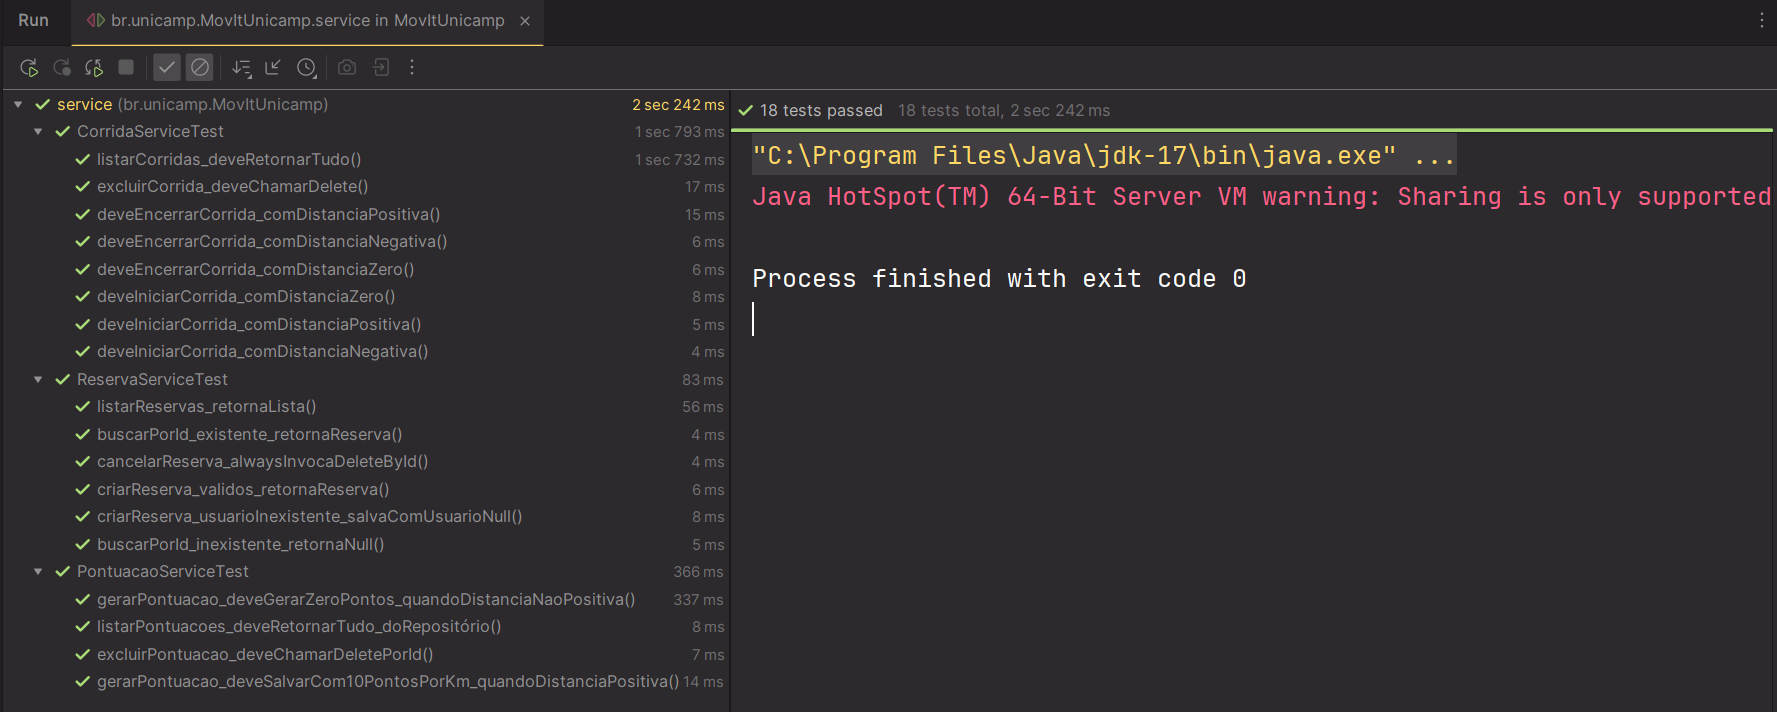 Run br.unicamp.MovItUnicamp.service in MovItUnicamp
service (br.unicamp.MovItUnicamp) 2 sec 242 ms
CorridaServiceTest 1 sec 793 ms
listarCorridas_deveRetornarTudo() 1 sec 732 ms
excluirCorrida_deveChamarDelete() 17 ms
deveEncerrarCorrida_comDistanciaPositiva() 15 ms
deveEncerrarCorrida_comDistanciaNegativa() 6 ms
deveEncerrarCorrida_comDistanciaZero() 6 ms
deveIniciarCorrida_comDistanciaZero() 8 ms
deveIniciarCorrida_comDistanciaPositiva() 5 ms
deveIniciarCorrida_comDistanciaNegativa() 4 ms
ReservaServiceTest 83 ms
listarReservas_retornaLista() 56 ms
buscarPorId_existente_retornaReserva() 4 ms
cancelarReserva_alwaysInvocaDeleteById() 4 ms
criarReserva_validos_retornaReserva() 6 ms
criarReserva_usuarioInexistente_salvaComUsuarioNull() 8 ms
buscarPorId_inexistente_retornaNull() 5 ms
PontuacaoServiceTest 366 ms
gerarPontuacao_deveGerarZeroPontos_quandoDistanciaNaoPositiva() 337 ms
listarPontuacoes_deveRetornarTudo_doRepositório() 8 ms
excluirPontuacao_deveChamarDeletePorId() 7 ms
gerarPontuacao_deveSalvarCom10PontosPorKm_quandoDistanciaPositiva() 14 ms
18 tests passed 18 tests total, 2 sec 242 ms
"C:\Program Files\Java\jdk-17\bin\java.exe" ...
Java HotSpot(TM) 64-Bit Server VM warning: Sharing is only supported
Process finished with exit code 0